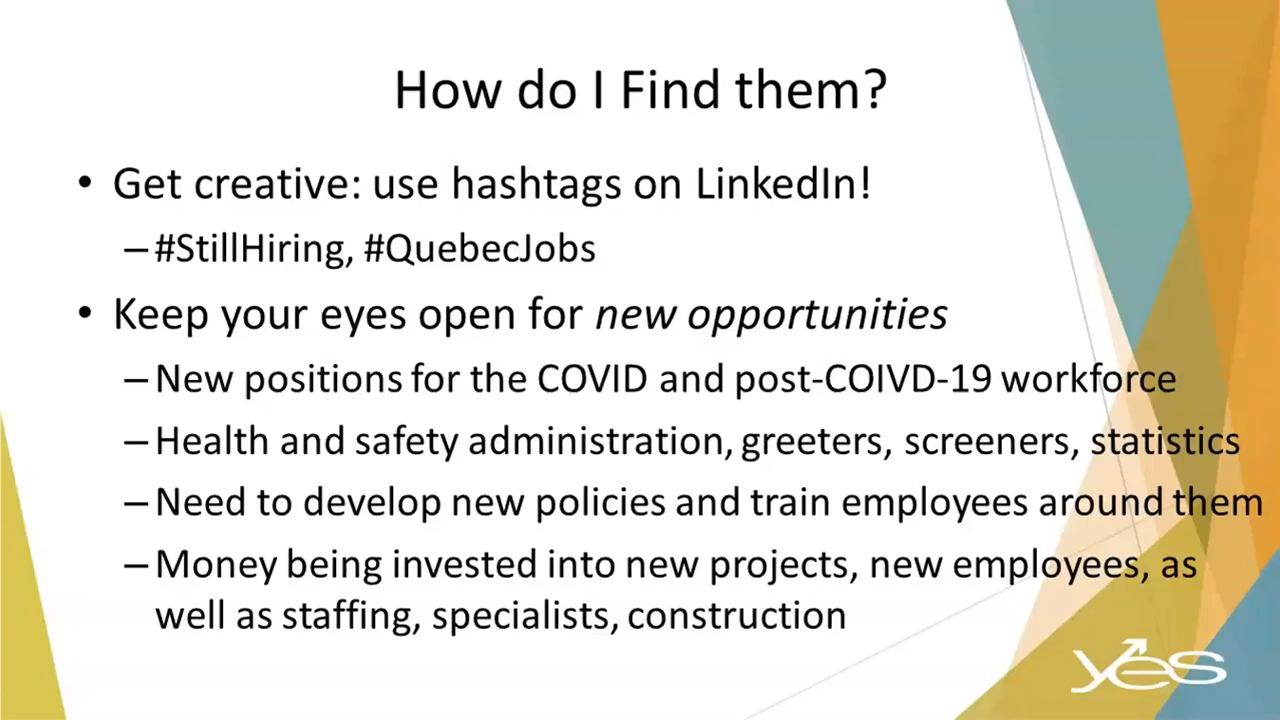 How do I Find them?
• Get creative: use hashtags on LinkedIn!
–#StillHiring, #QuebecJobs
• Keep your eyes open for new opportunities
–New positions for the COVID and post-COIVD-19 workforce
–Health and safety administration, greeters, screeners, statistics
–Need to develop new policies and train employees around them
–Money being invested into new projects, new employees, as
well as staffing, specialists, construction
yes